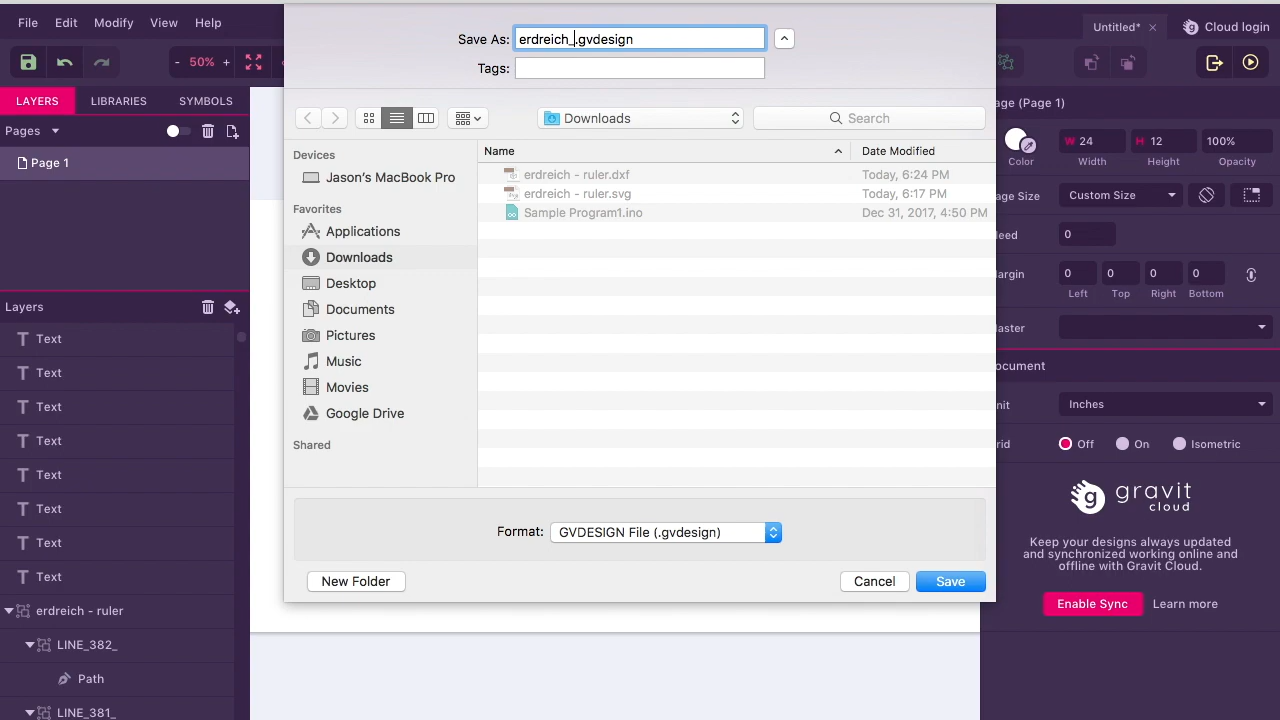 File Edit Modify View Help
Save As: erdreich_.gvdesign
Tags:
Untitled*
Cloud login
- 50% +
LAYERS LIBRARIES SYMBOLS
Pages
Page 1
Downloads
Search
Name
Date Modified
Devices
Jason's MacBook Pro
Favorites
Applications
Downloads
Desktop
Documents
Pictures
Music
Movies
Google Drive
Shared
erdreich - ruler.dxf Today, 6:24 PM
erdreich - ruler.svg Today, 6:17 PM
Sample Program1.ino Dec 31, 2017, 4:50 PM
Format: GVDESIGN File (.gvdesign)
New Folder
Cancel
Save
Layers
Text
Text
Text
Text
Text
Text
Text
Text
erdreich - ruler
LINE_382_
Path
LINE_381_
age (Page 1)
W 24 H 12 100%
Color Width Height Opacity
age Size Custom Size
leed 0
argin 0 0 0 0
Left Top Right Bottom
aster
ocument
nit Inches
rid Off On Isometric
gravit
cloud
Keep your designs always updated
and synchronized working online and
offline with Gravit Cloud.
Enable Sync Learn more